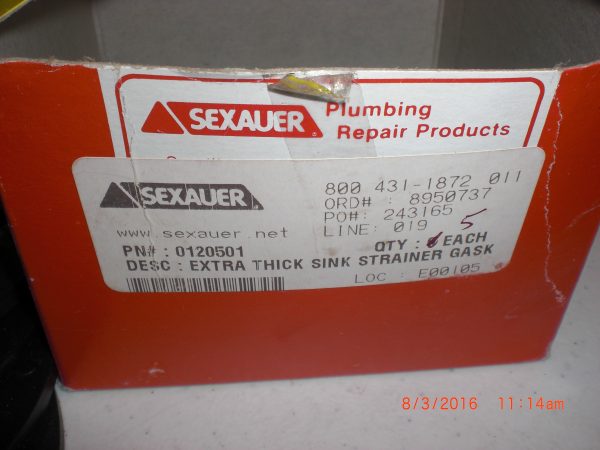 SEXAUER
Plumbing
Repair Products
SEXAUER
www.sexauer.net
800 431-1872 011
ORD# : 8950737
PO#: 243165
LINE: 019
5
QTY : EACH
PN# : 0120501
DESC : EXTRA THICK SINK STRAINER GASK
LOC : E00105
8/3/2016 11:14am